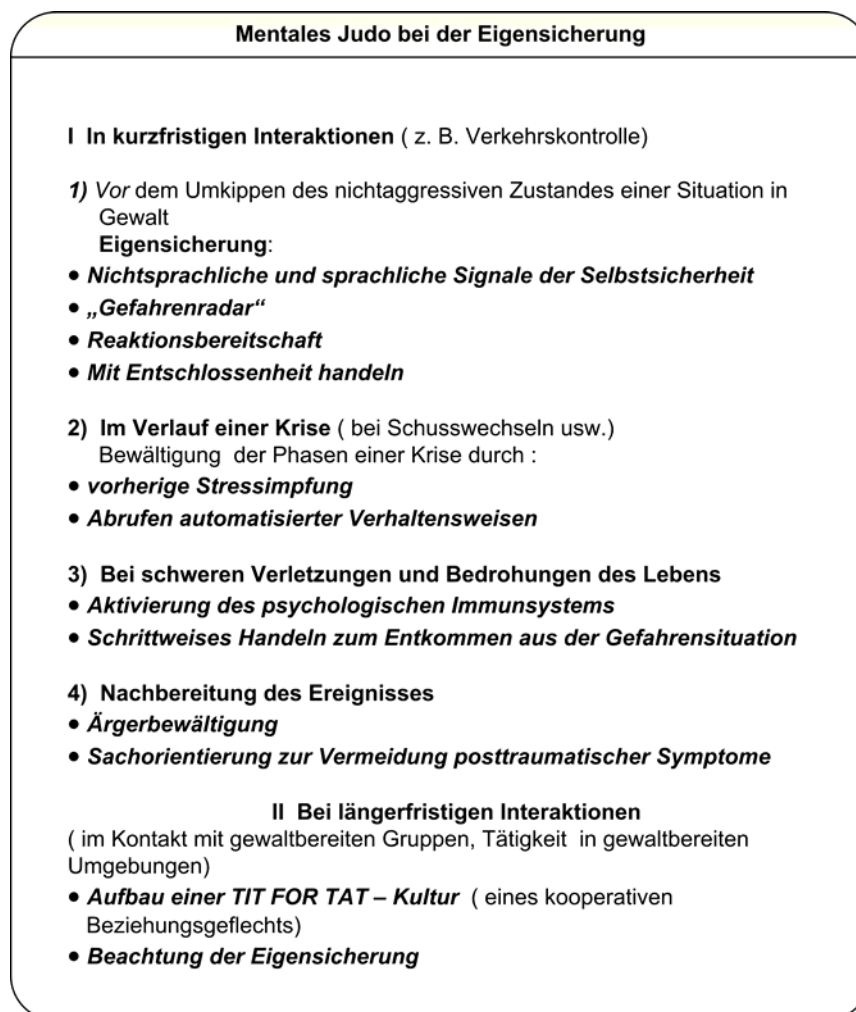 Mentales Judo bei der Eigensicherung
I In kurzfristigen Interaktionen ( z. B. Verkehrskontrolle)
1) Vor dem Umkippen des nichtaggressiven Zustandes einer Situation in
Gewalt
Eigensicherung:
• Nichtsprachliche und sprachliche Signale der Selbstsicherheit
• „Gefahrenradar“
• Reaktionsbereitschaft
• Mit Entschlossenheit handeln
2) Im Verlauf einer Krise ( bei Schusswechseln usw.)
Bewältigung der Phasen einer Krise durch :
• vorherige Stressimpfung
• Abrufen automatisierter Verhaltensweisen
3) Bei schweren Verletzungen und Bedrohungen des Lebens
• Aktivierung des psychologischen Immunsystems
• Schrittweises Handeln zum Entkommen aus der Gefahrensituation
4) Nachbereitung des Ereignisses
• Ärgerbewältigung
• Sachorientierung zur Vermeidung posttraumatischer Symptome
II Bei längerfristigen Interaktionen
( im Kontakt mit gewaltbereiten Gruppen, Tätigkeit in gewaltbereiten
Umgebungen)
• Aufbau einer TIT FOR TAT – Kultur ( eines kooperativen
Beziehungsgeflechts)
• Beachtung der Eigensicherung